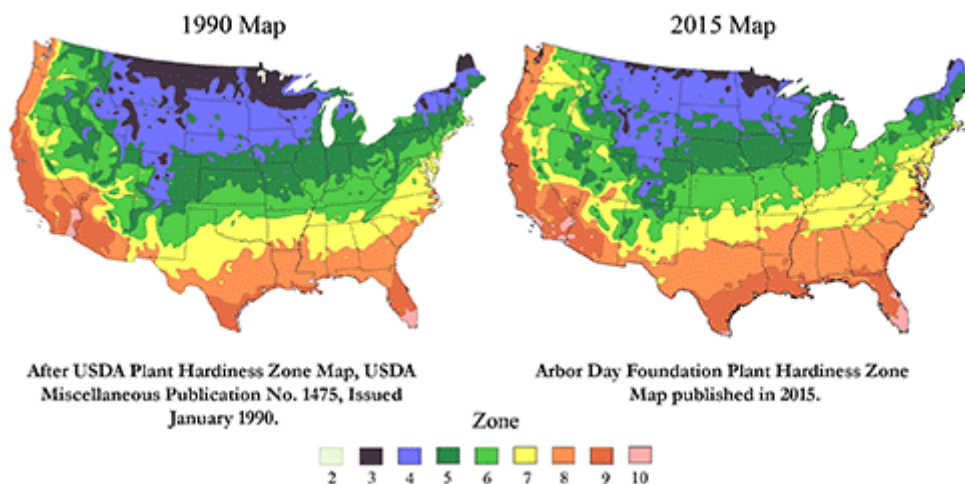 1990 Map
2015 Map
After USDA Plant Hardiness Zone Map, USDA
Miscellaneous Publication No. 1475, Issued
January 1990.
Arbor Day Foundation Plant Hardiness Zone
Map published in 2015.
Zone
2 3 4 5 6 7 8 9 10